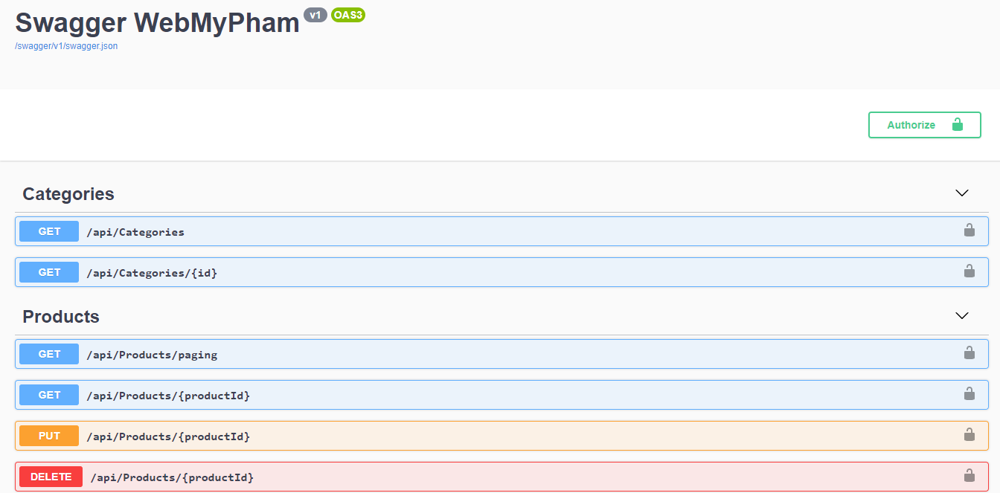 Swagger WebMyPham v1 OAS3
/swagger/v1/swagger.json
Authorize
Categories
GET /api/Categories
GET /api/Categories/{id}
Products
GET /api/Products/paging
GET /api/Products/{productId}
PUT /api/Products/{productId}
DELETE /api/Products/{productId}